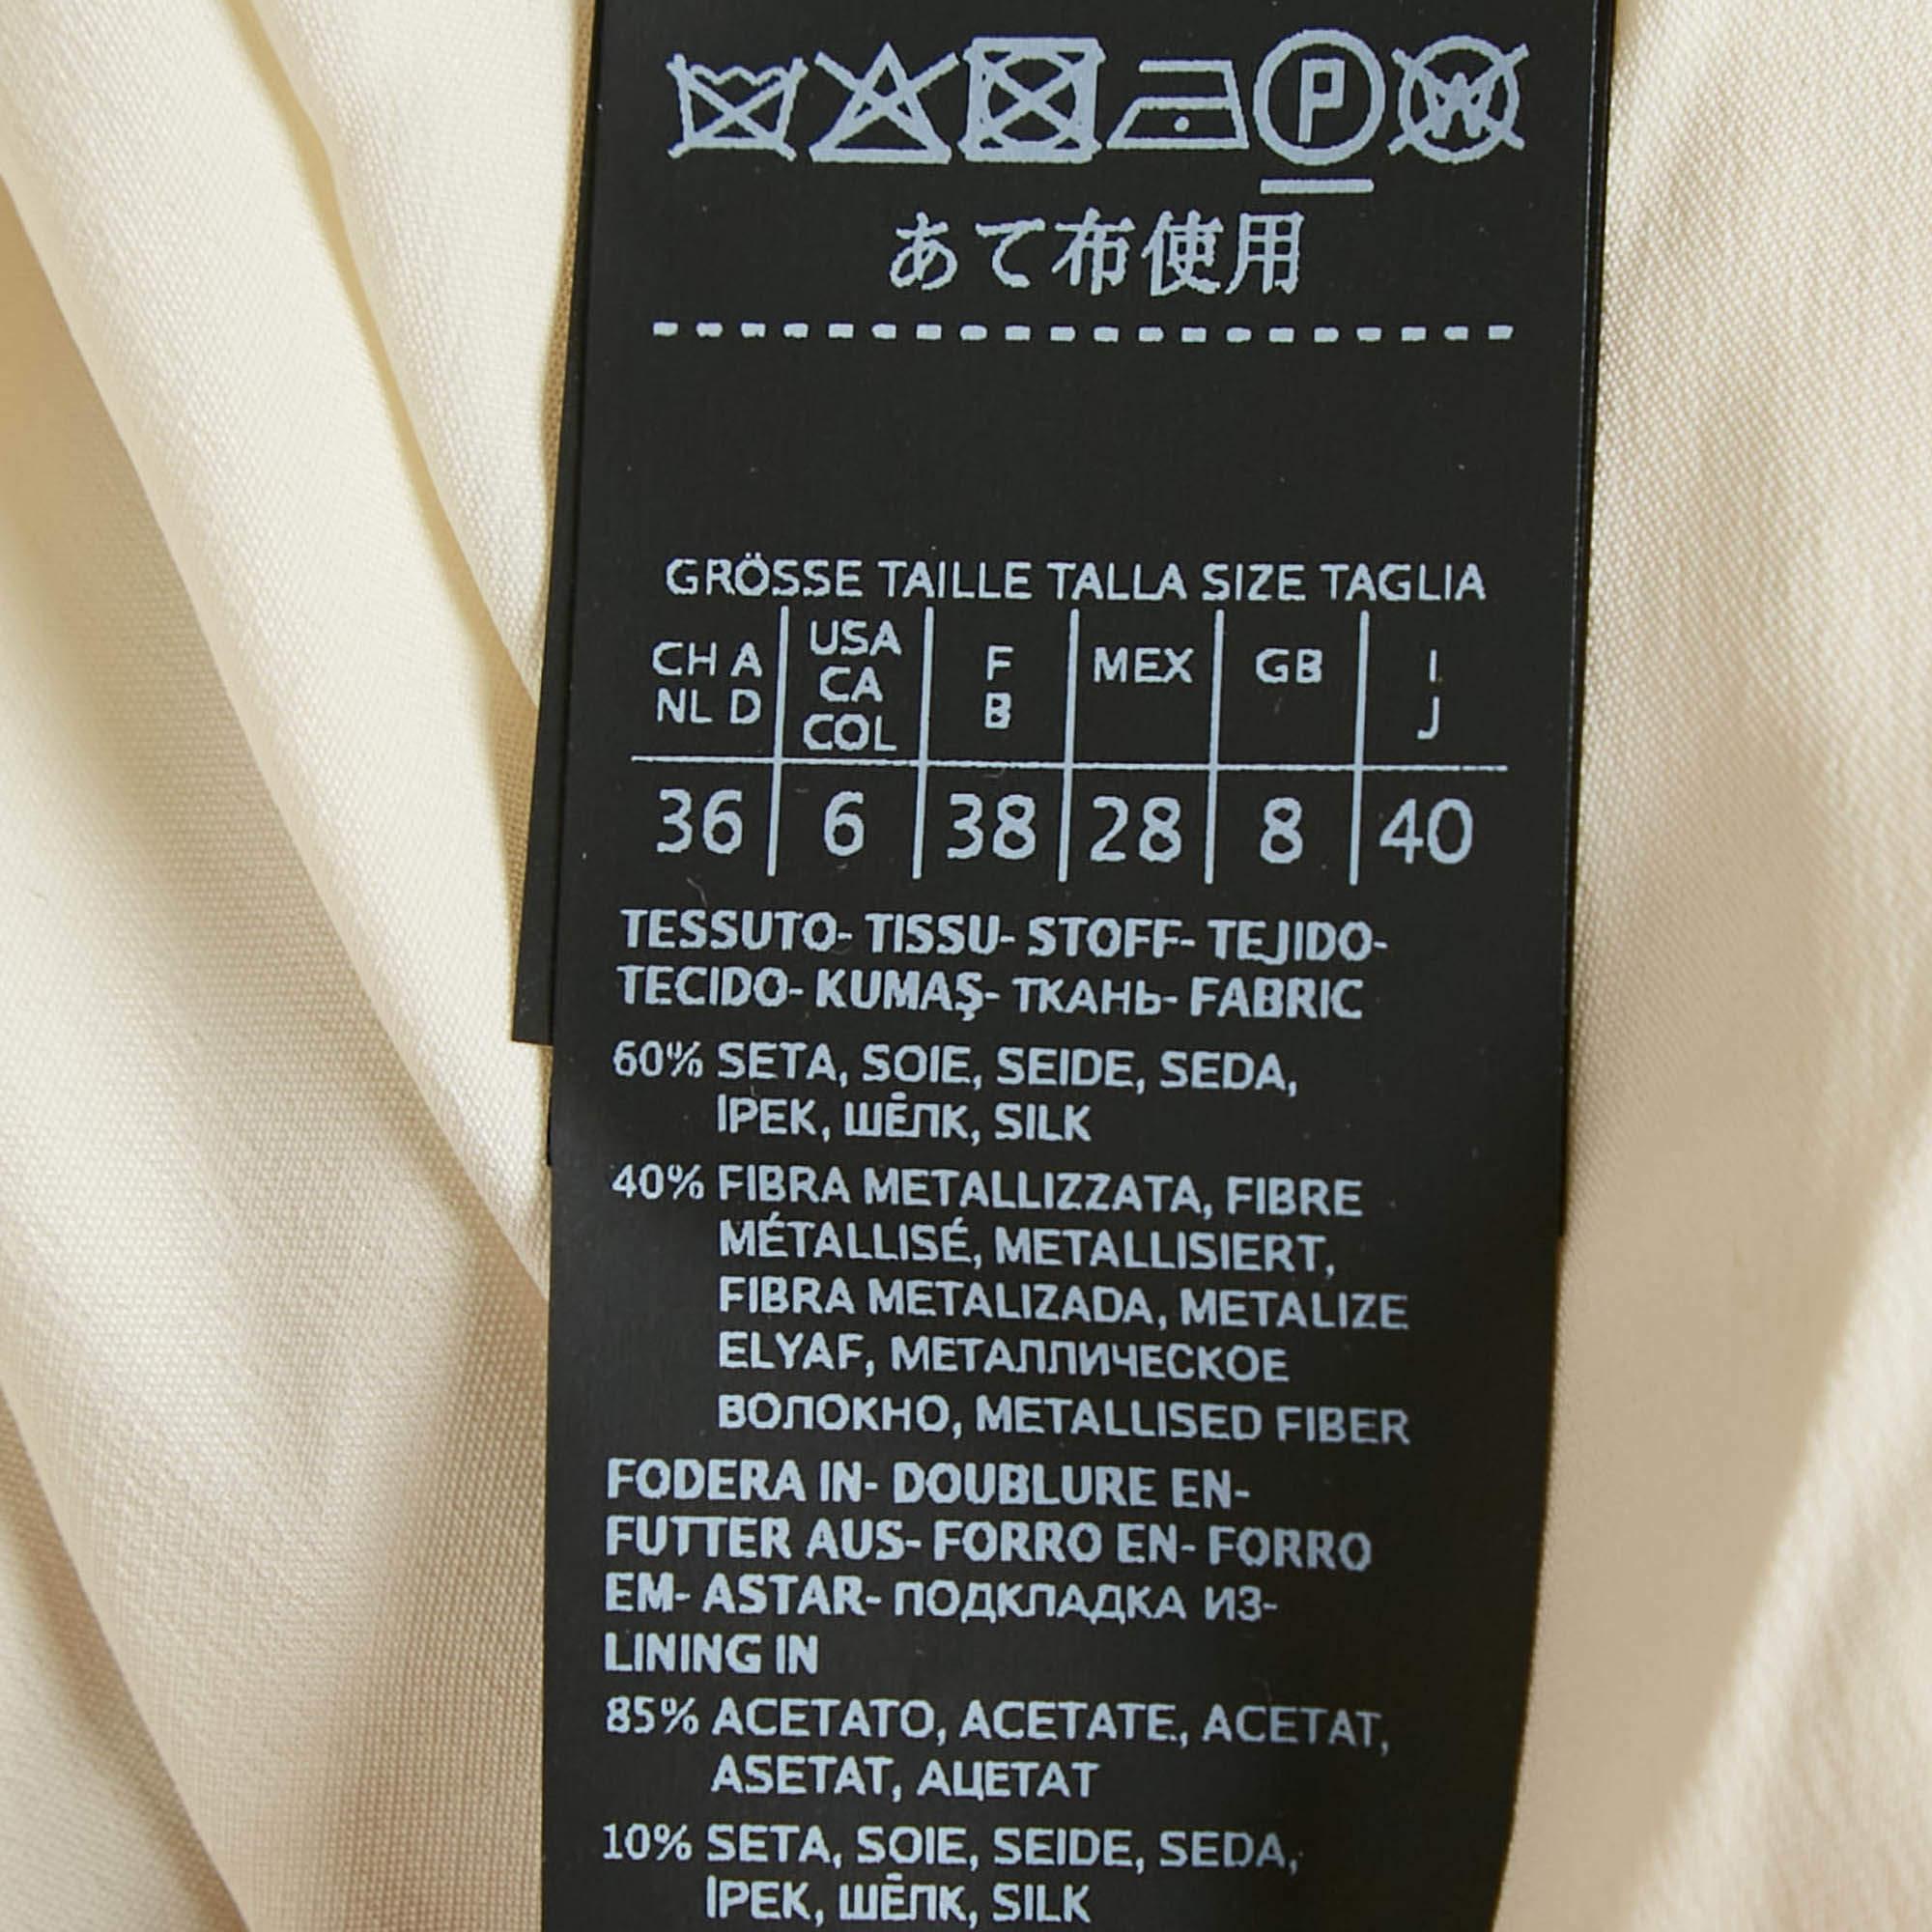 P W
あて布使用
GRÖSSE TAILLE TALLA SIZE TAGLIA
CH A NL D USA CA COL F B MEX GB I J
36 6 38 28 8 40
TESSUTO- TISSU- STOFF- TEJIDO-
TECIDO- KUMAŞ- ТКАНЬ- FABRIC
60% SETA, SOIE, SEIDE, SEDA,
IPEK, ШЁЛК, SILK
40% FIBRA METALLIZZATA, FIBRE
MÉTALLISÉ, METALLISIERT,
FIBRA METALIZADA, METALIZE
ELYAF, МЕТАЛЛИЧЕСКОЕ
ВОЛОКНО, METALLISED FIBER
FODERA IN- DOUBLURE EN-
FUTTER AUS- FORRO EN- FORRO
EM- ASTAR- ПОДКЛАДКА ИЗ-
LINING IN
85% ACETATO, ACETATE, ACETAT,
ASETAT, АЦЕТАТ
10% SETA, SOIE, SEIDE, SEDA,
IPEK, ШЁЛК, SILK